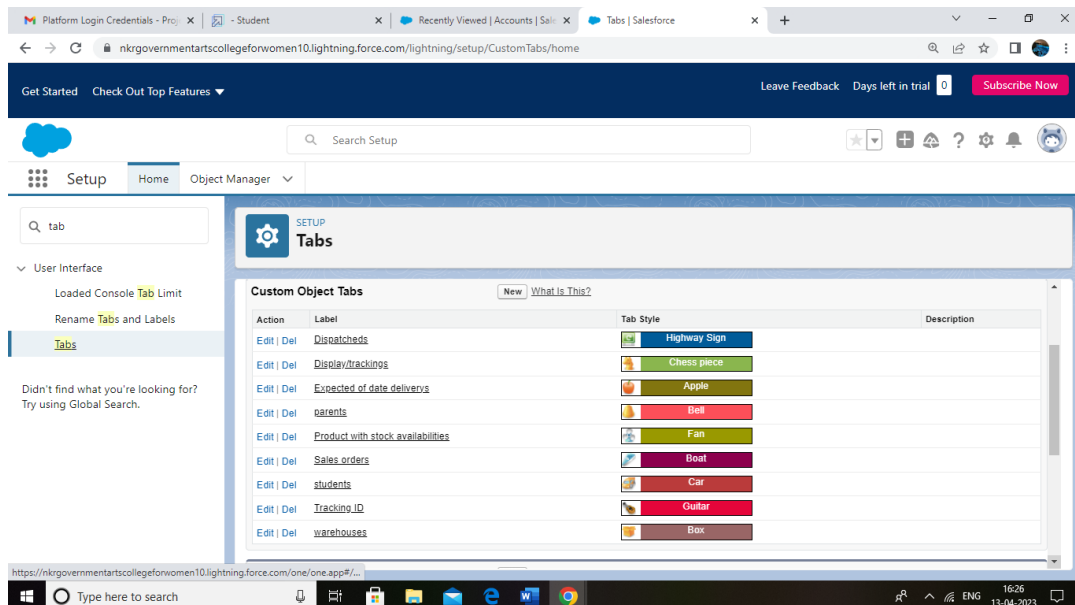 Platform Login Credentials - Proj
- Student
Recently Viewed | Accounts | Sale
Tabs | Salesforce
nkrgovernmentartscollegeforwomen10.lightning.force.com/lightning/setup/CustomTabs/home
Get Started Check Out Top Features
Leave Feedback Days left in trial 0 Subscribe Now
Search Setup
Setup Home Object Manager
tab
User Interface
Loaded Console Tab Limit
Rename Tabs and Labels
Tabs
Didn't find what you're looking for?
Try using Global Search.
SETUP
Tabs
Custom Object Tabs New What Is This?
Action Label Tab Style Description
Edit | Del Dispatcheds Highway Sign
Edit | Del Display/trackings Chess piece
Edit | Del Expected of date deliverys Apple
Edit | Del parents Bell
Edit | Del Product with stock availabilities Fan
Edit | Del Sales orders Boat
Edit | Del students Car
Edit | Del Tracking ID Guitar
Edit | Del warehouses Box
https://nkrgovernmentartscollegeforwomen10.lightning.force.com/one/one.app#/...
Type here to search
ENG
16:26
13-04-2023